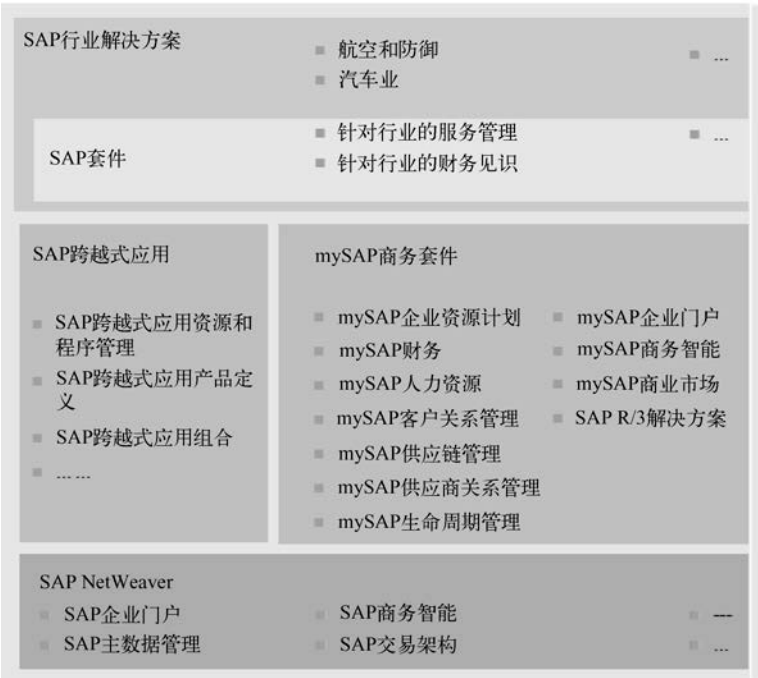 SAP行业解决方案
航空和防御
...
汽车业
SAP套件
针对行业的服务管理
...
针对行业的财务见识
SAP跨越式应用
SAP跨越式应用资源和
程序管理
SAP跨越式应用产品定
义
SAP跨越式应用组合
... ...
mySAP商务套件
mySAP企业资源计划
mySAP财务
mySAP人力资源
mySAP客户关系管理
mySAP供应链管理
mySAP供应商关系管理
mySAP生命周期管理
mySAP企业门户
mySAP商务智能
mySAP商业市场
SAP R/3解决方案
SAP NetWeaver
SAP企业门户
SAP商务智能
---
SAP主数据管理
SAP交易架构
...